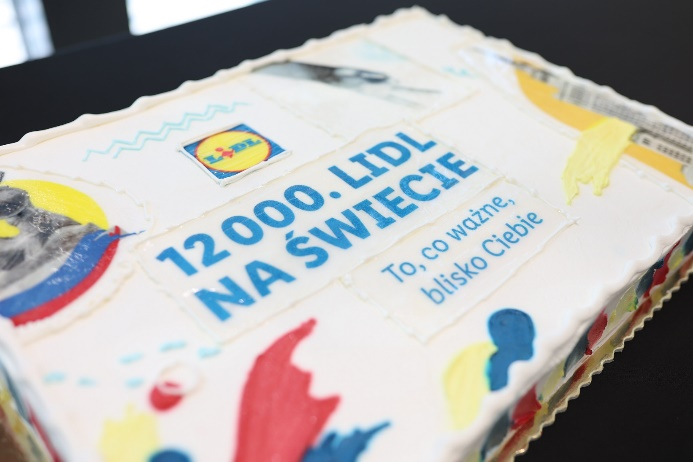 LIDL
12 000. LIDL
NA ŚWIECIE
To, co ważne,
blisko Ciebie